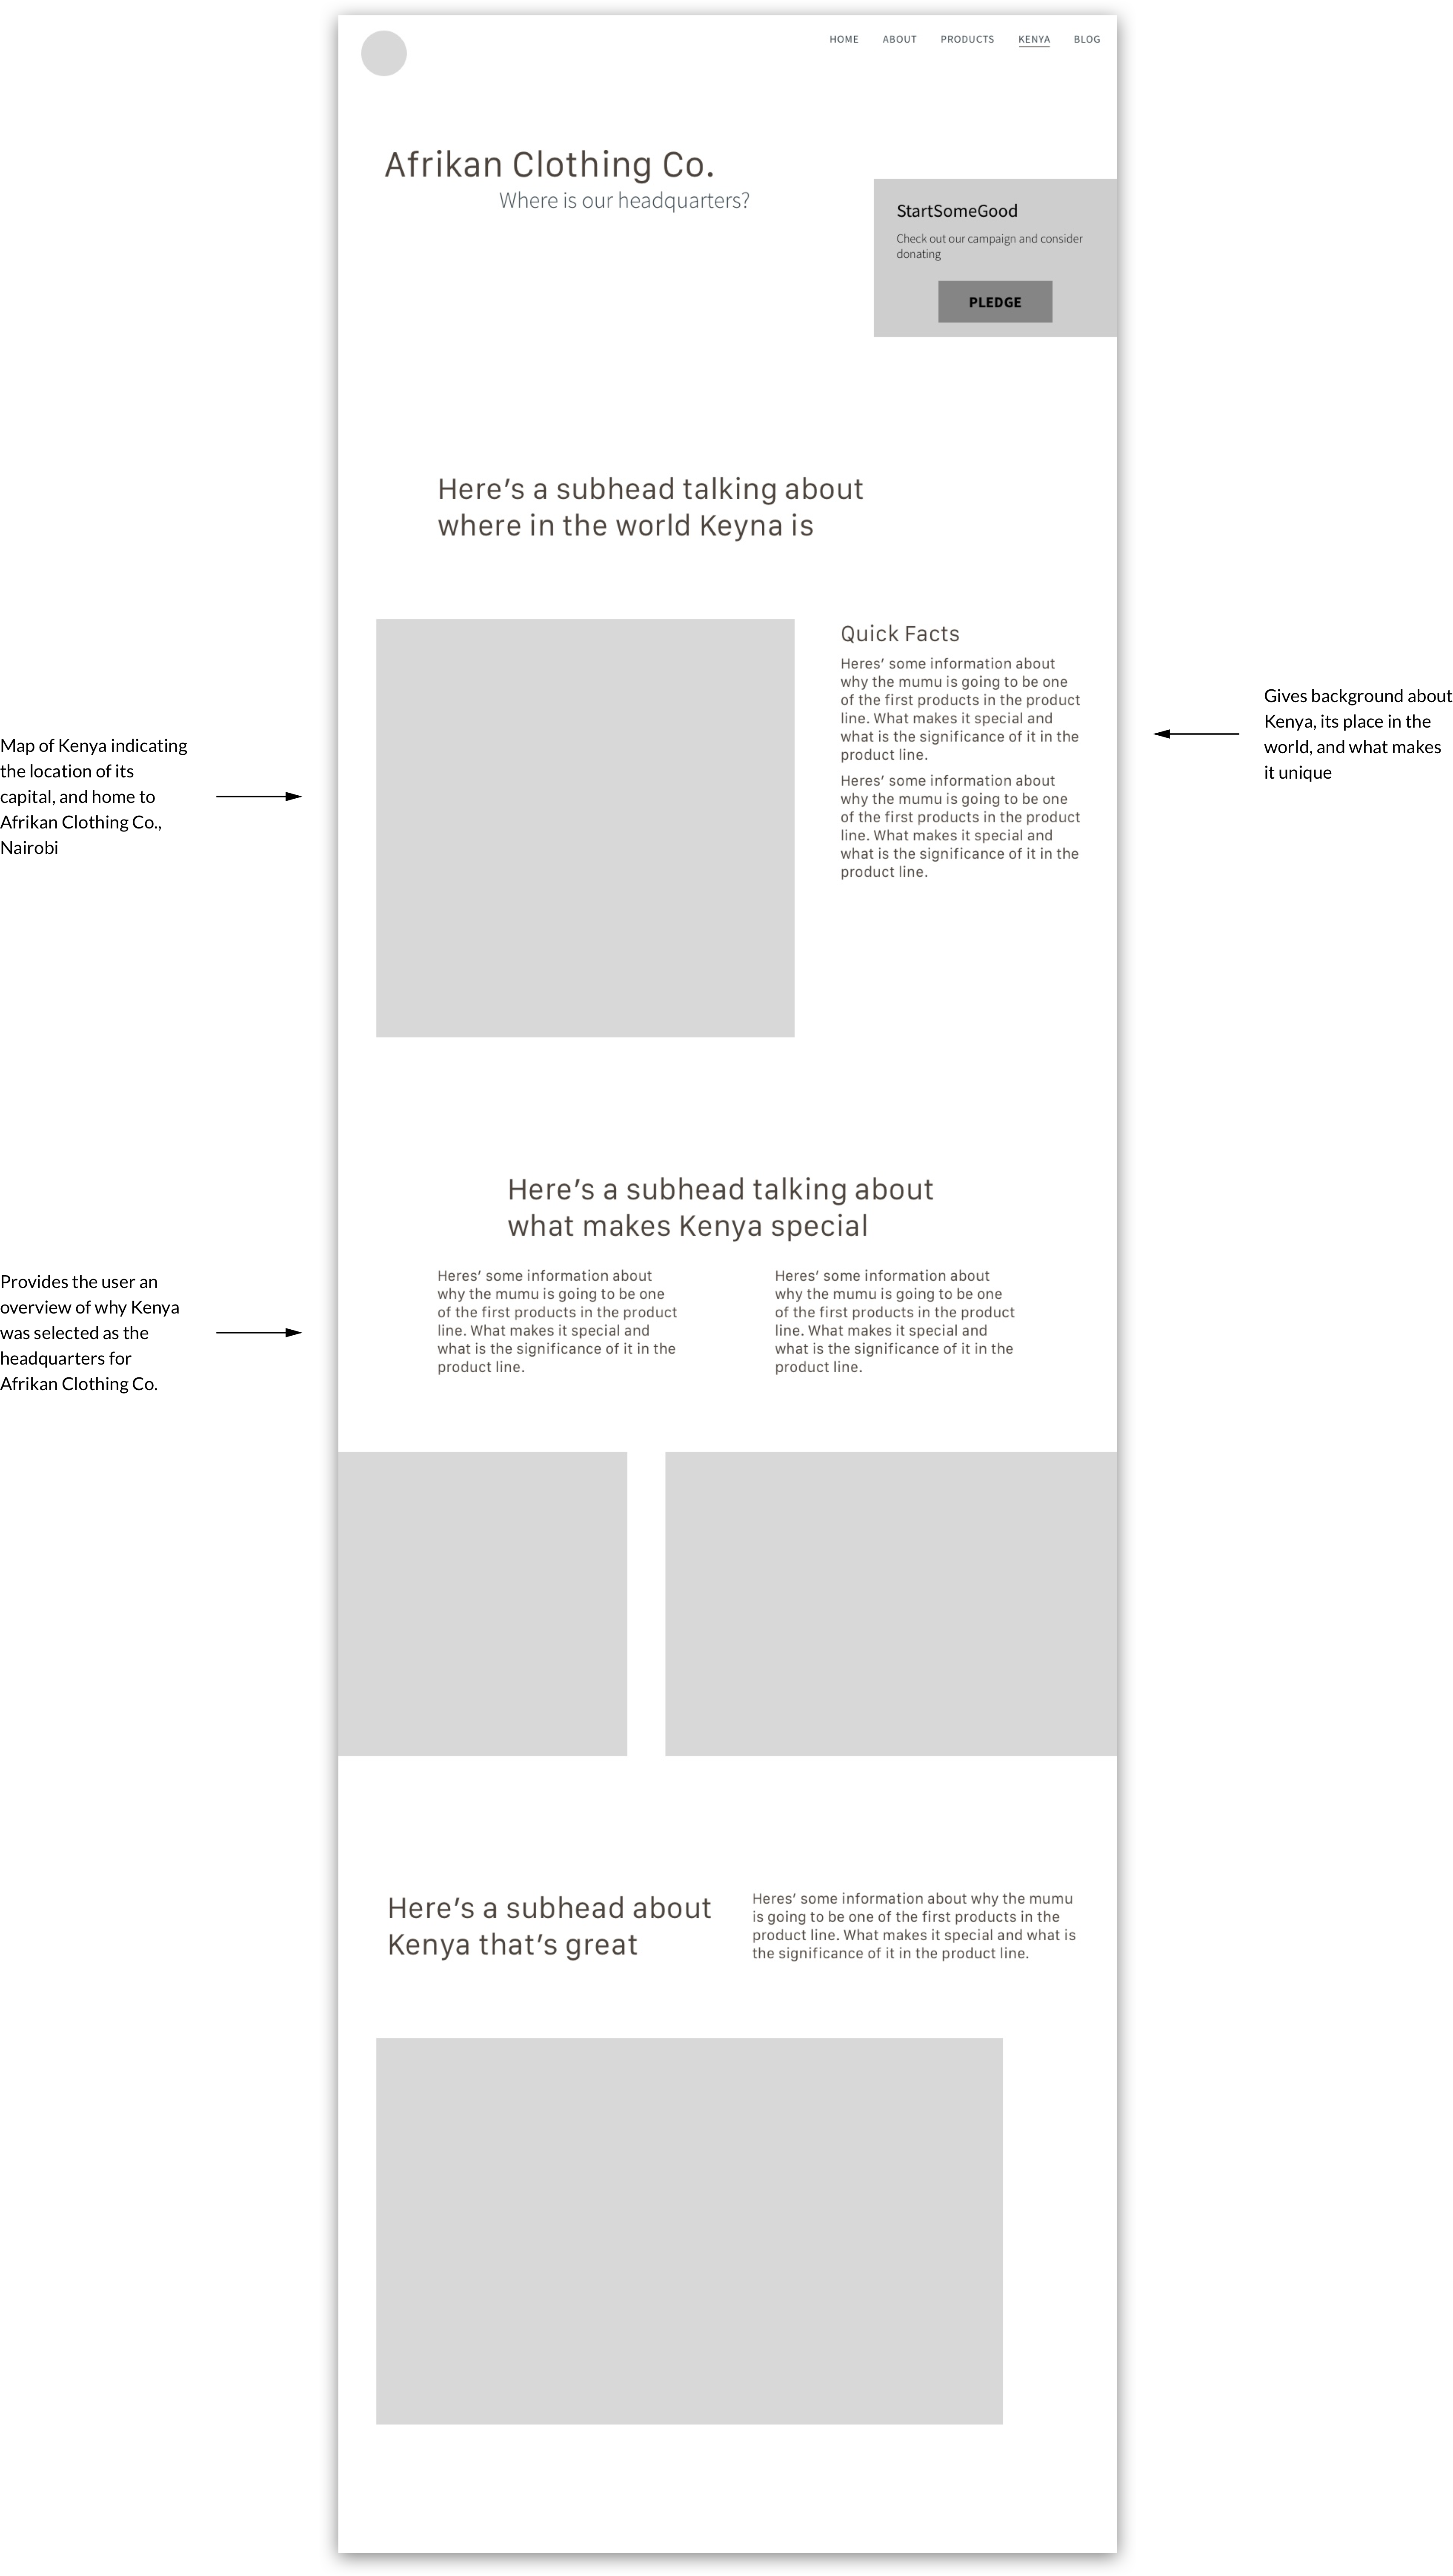 HOME ABOUT PRODUCTS KENYA BLOG
Afrikan Clothing Co.
Where is our headquarters?
StartSomeGood
Check out our campaign and consider
donating
PLEDGE
Here’s a subhead talking about
where in the world Keyna is
Quick Facts
Heres’ some information about
why the mumu is going to be one
of the first products in the product
line. What makes it special and
what is the significance of it in the
product line.
Heres’ some information about
why the mumu is going to be one
of the first products in the product
line. What makes it special and
what is the significance of it in the
product line.
Gives background about
Kenya, its place in the
world, and what makes
it unique
Map of Kenya indicating
the location of its
capital, and home to
Afrikan Clothing Co.,
Nairobi
Here’s a subhead talking about
what makes Kenya special
Heres’ some information about
why the mumu is going to be one
of the first products in the product
line. What makes it special and
what is the significance of it in the
product line.
Heres’ some information about
why the mumu is going to be one
of the first products in the product
line. What makes it special and
what is the significance of it in the
product line.
Provides the user an
overview of why Kenya
was selected as the
headquarters for
Afrikan Clothing Co.
Here’s a subhead about
Kenya that’s great
Heres’ some information about why the mumu
is going to be one of the first products in the
product line. What makes it special and what is
the significance of it in the product line.